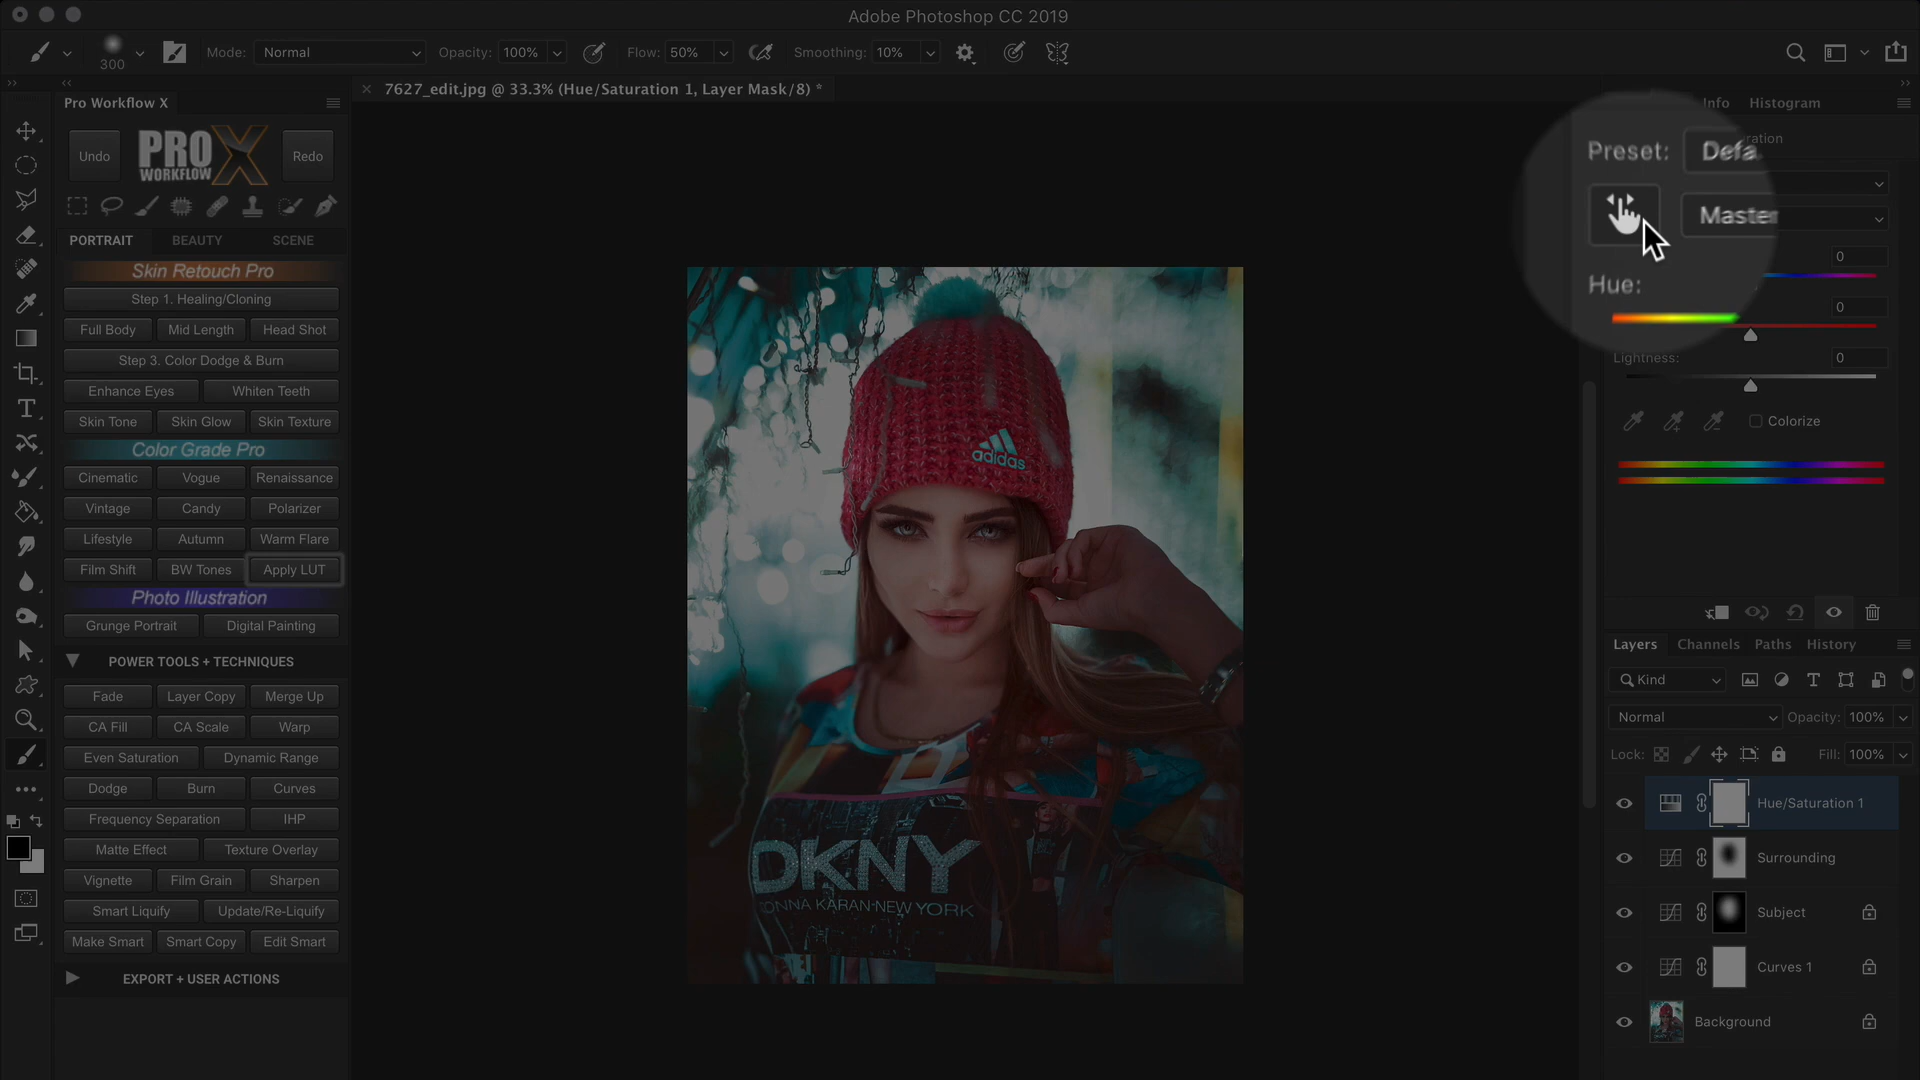 Adobe Photoshop CC 2019
300
Mode: Normal
Opacity: 100%
Flow: 50%
Smoothing: 10%
Pro Workflow X
7627_edit.jpg @ 33.3% (Hue/Saturation 1, Layer Mask/8) *
Info
Histogram
Undo
PRO
WORKFLOW
X
Redo
PORTRAIT
BEAUTY
SCENE
Skin Retouch Pro
Step 1. Healing/Cloning
Full Body
Mid Length
Head Shot
Step 3. Color Dodge & Burn
Enhance Eyes
Whiten Teeth
Skin Tone
Skin Glow
Skin Texture
Color Grade Pro
Cinematic
Vogue
Renaissance
Vintage
Candy
Polarizer
Lifestyle
Autumn
Warm Flare
Film Shift
BW Tones
Apply LUT
Photo Illustration
Grunge Portrait
Digital Painting
POWER TOOLS + TECHNIQUES
Fade
Layer Copy
Merge Up
CA Fill
CA Scale
Warp
Even Saturation
Dynamic Range
Dodge
Burn
Curves
Frequency Separation
IHP
Matte Effect
Texture Overlay
Vignette
Film Grain
Sharpen
Smart Liquify
Update/Re-Liquify
Make Smart
Smart Copy
Edit Smart
EXPORT + USER ACTIONS
adidas
DKNY
DONNA KARAN NEW YORK
Preset: Defa
Master
Hue:
0
0
Lightness:
0
Colorize
Layers
Channels
Paths
History
Kind
Normal
Opacity: 100%
Lock:
Fill: 100%
Hue/Saturation 1
Surrounding
Subject
Curves 1
Background